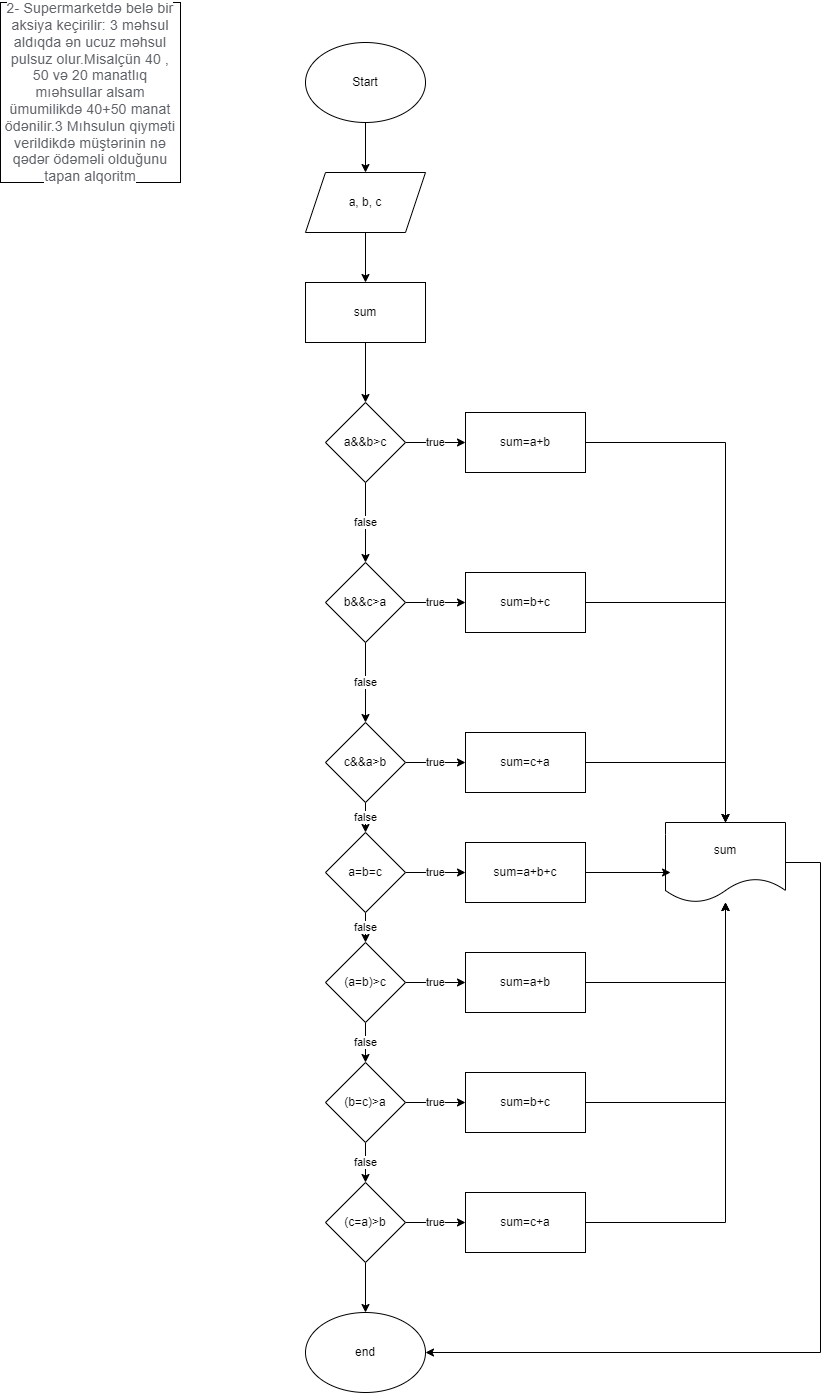 2- Supermarketdə belə bir
aksiya keçirilir: 3 məhsul
aldıqda ən ucuz məhsul
pulsuz olur.Misalçün 40 ,
50 və 20 manatlıq
mıəhsullar alsam
ümumilikdə 40+50 manat
ödənilir.3 Mıhsulun qiyməti
verildikdə müştərinin nə
qədər ödəməli olduğunu
tapan alqoritm
Start
a, b, c
sum
a&&b>c
true
sum=a+b
false
b&&c>a
true
sum=b+c
false
c&&a>b
true
sum=c+a
false
sum
a=b=c
true
sum=a+b+c
false
(a=b)>c
true
sum=a+b
false
(b=c)>a
true
sum=b+c
false
(c=a)>b
true
sum=c+a
end